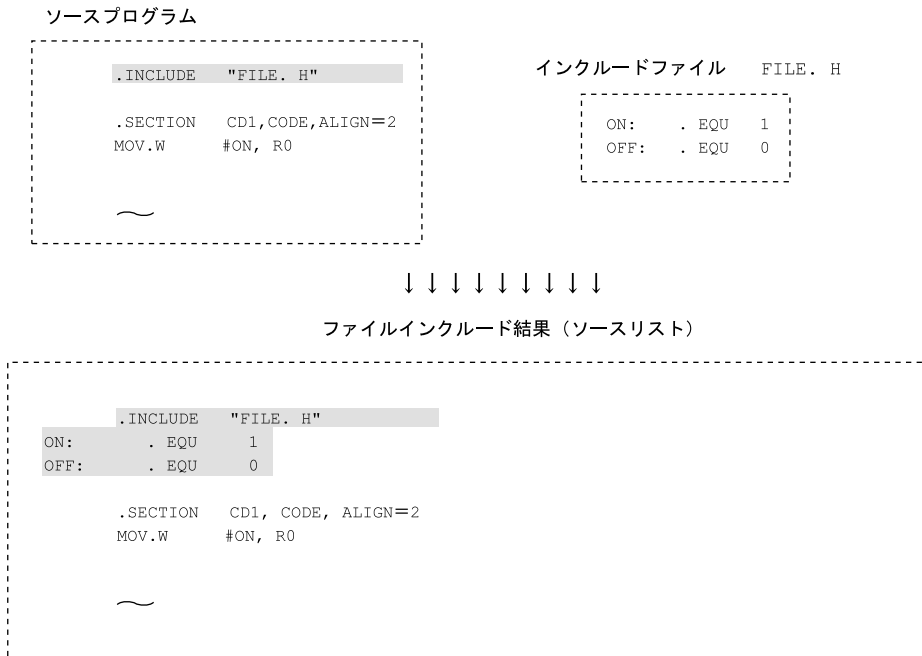 ソースプログラム
.INCLUDE "FILE. H"
.SECTION CD1,CODE,ALIGN＝2
MOV.W #ON, R0
〜
インクルードファイル FILE. H
ON: . EQU 1
OFF: . EQU 0
↓↓↓↓↓↓↓↓↓
ファイルインクルード結果（ソースリスト）
.INCLUDE "FILE. H"
ON: . EQU 1
OFF: . EQU 0
.SECTION CD1, CODE, ALIGN＝2
MOV.W #ON, R0
〜